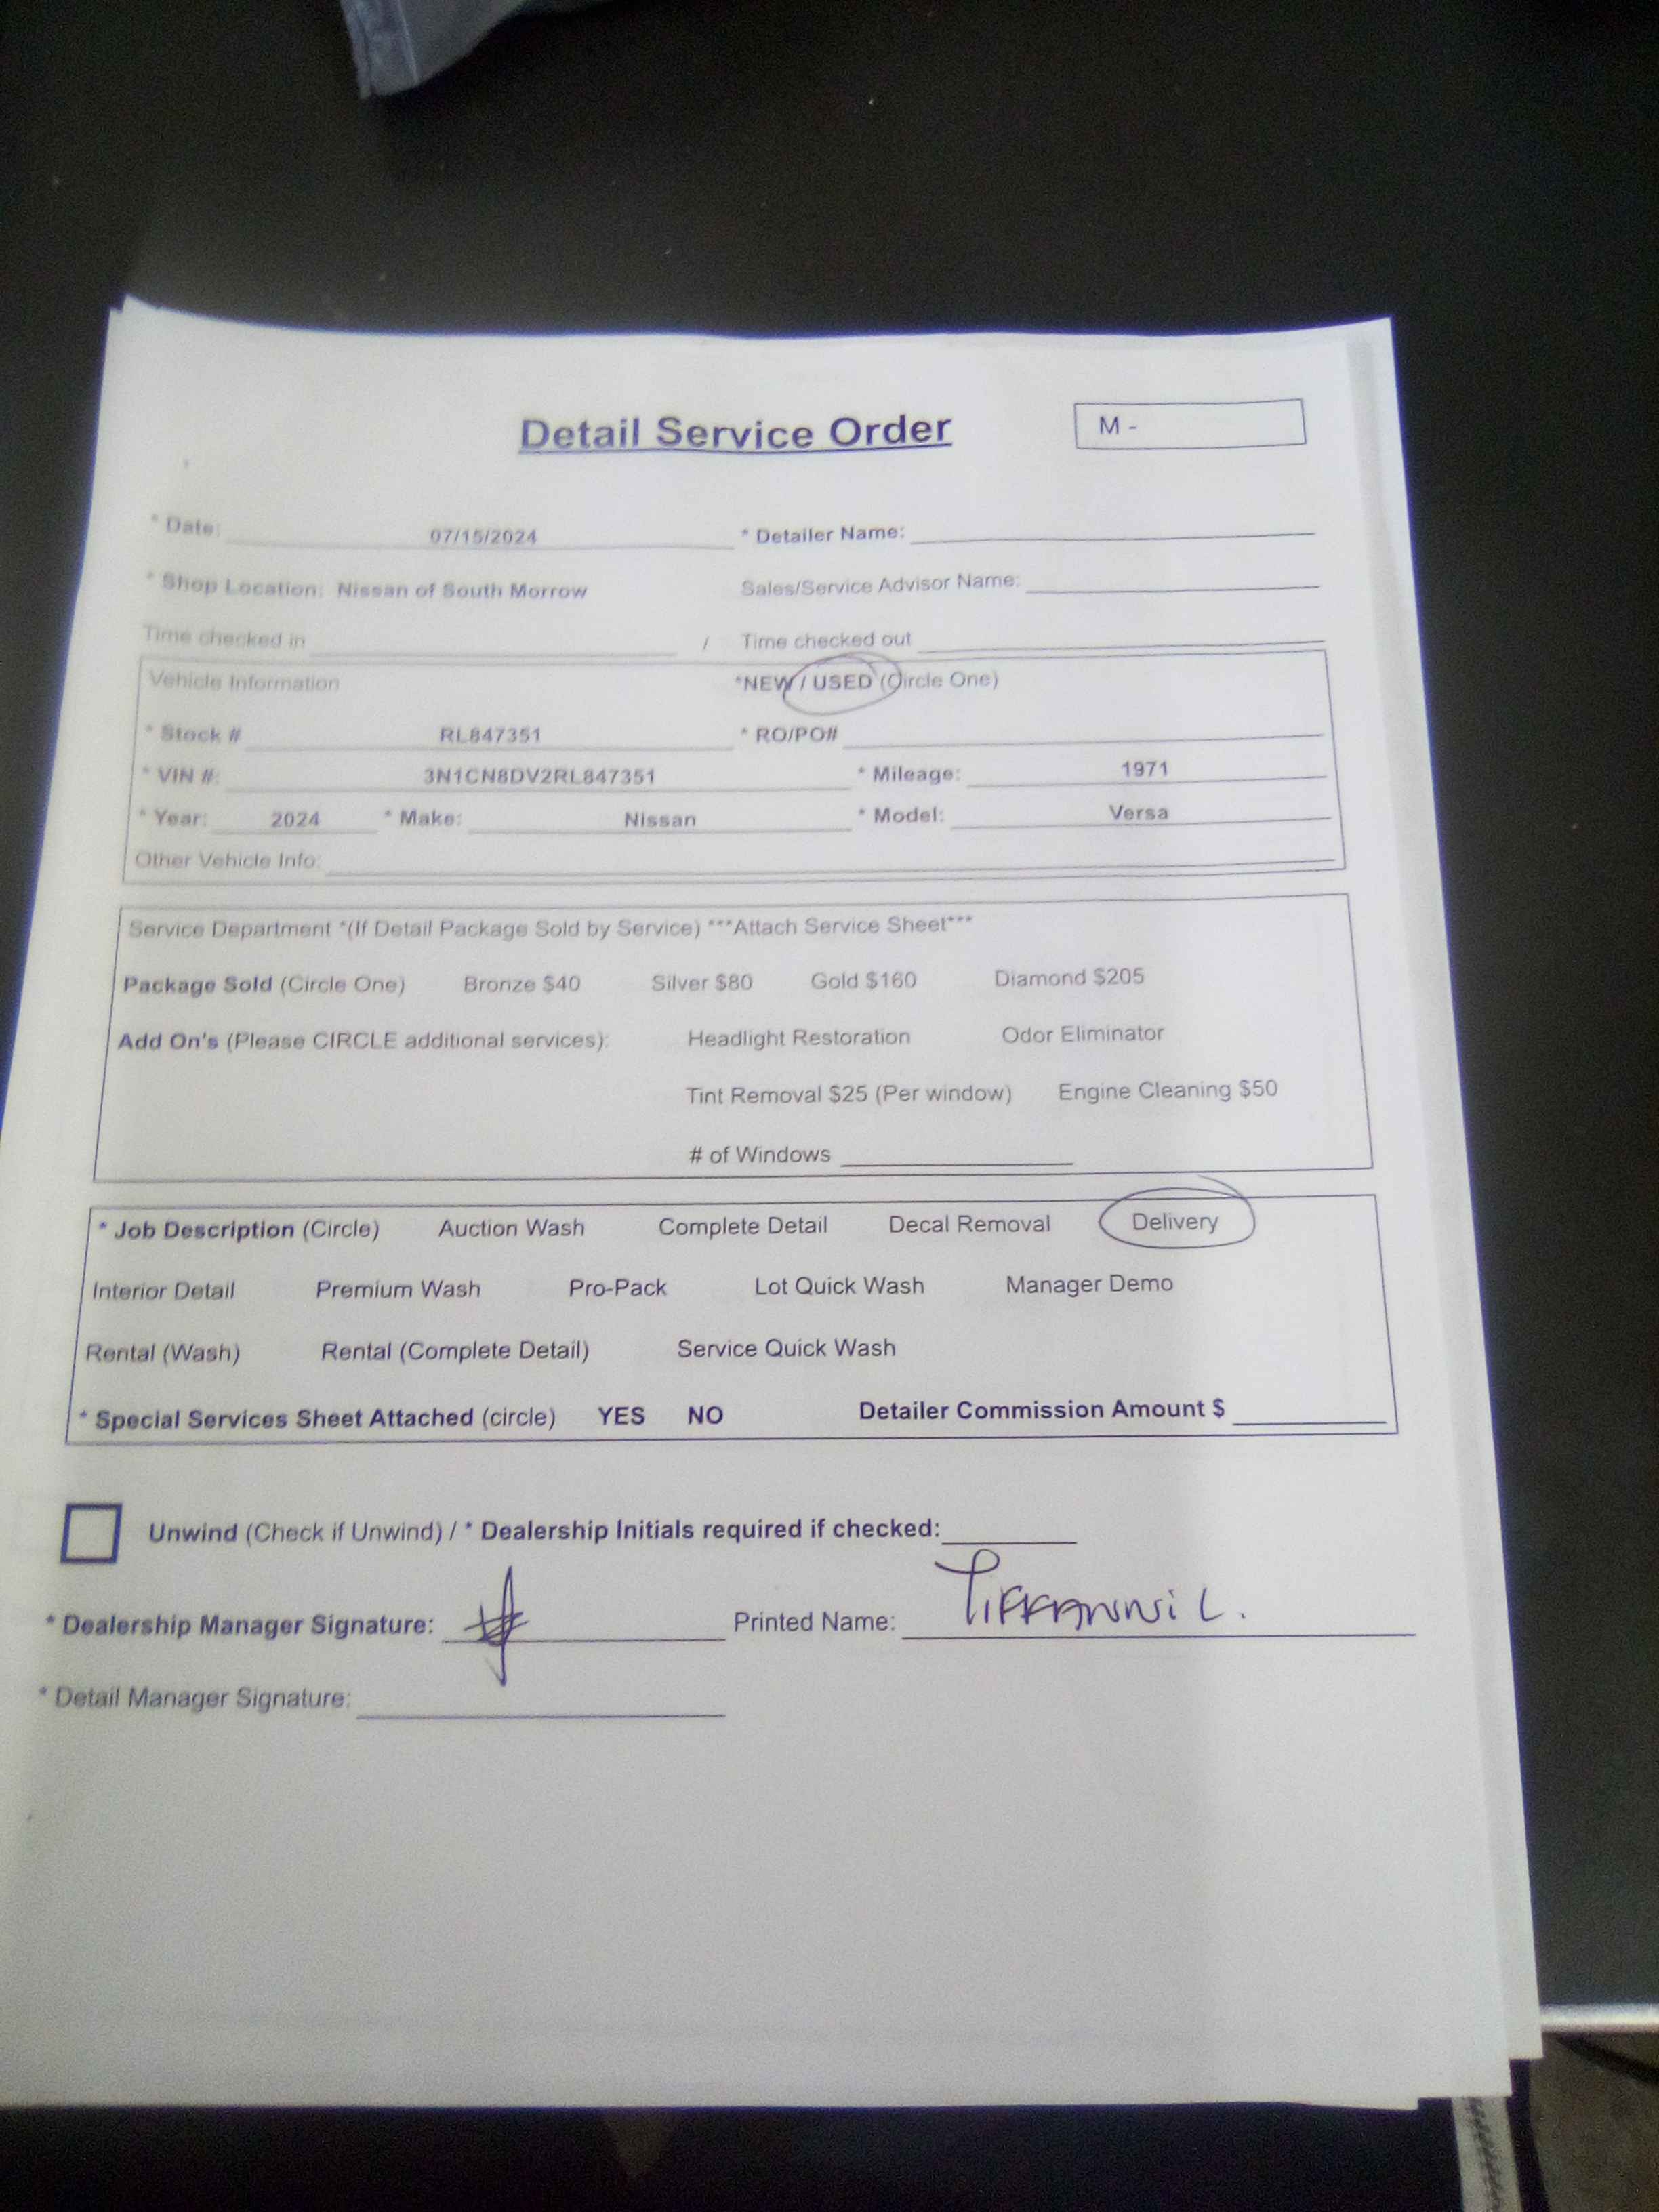 Detail Service Order
M -
* Date: 07/15/2024 * Detailer Name:
* Shop Location: Nissan of South Morrow Sales/Service Advisor Name:
Time checked in / Time checked out
Vehicle Information *NEW / USED (Circle One)
* Stock # RL847351 * RO/PO#
* VIN #: 3N1CN8DV2RL847351 * Mileage: 1971
* Year: 2024 * Make: Nissan * Model: Versa
Other Vehicle Info:
Service Department *(If Detail Package Sold by Service) ***Attach Service Sheet***
Package Sold (Circle One) Bronze $40 Silver $80 Gold $160 Diamond $205
Add On's (Please CIRCLE additional services): Headlight Restoration Odor Eliminator
Tint Removal $25 (Per window) Engine Cleaning $50
# of Windows
* Job Description (Circle) Auction Wash Complete Detail Decal Removal Delivery
Interior Detail Premium Wash Pro-Pack Lot Quick Wash Manager Demo
Rental (Wash) Rental (Complete Detail) Service Quick Wash
* Special Services Sheet Attached (circle) YES NO Detailer Commission Amount $
Unwind (Check if Unwind) / * Dealership Initials required if checked:
* Dealership Manager Signature: Printed Name: Tiffanni L.
* Detail Manager Signature: